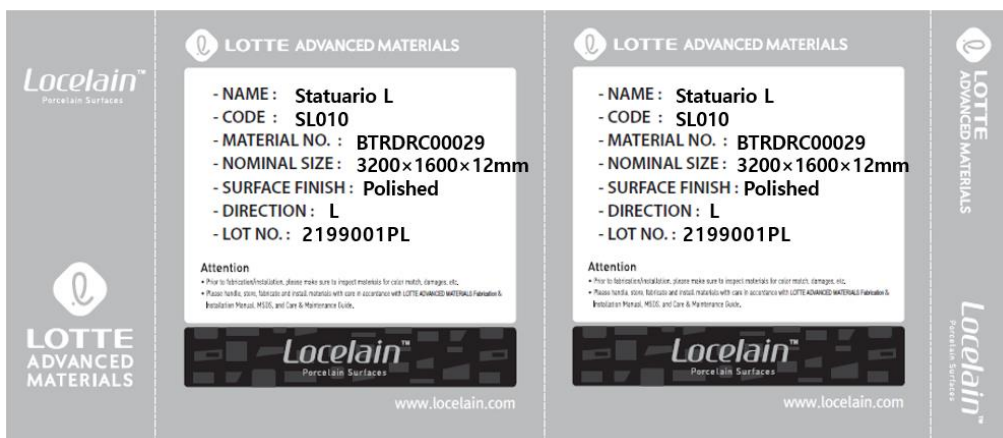 Locelain™
Porcelain Surfaces
LOTTE
ADVANCED
MATERIALS
LOTTE ADVANCED MATERIALS
- NAME : Statuario L
- CODE : SL010
- MATERIAL NO. : BTRDRC00029
- NOMINAL SIZE : 3200×1600×12mm
- SURFACE FINISH : Polished
- DIRECTION : L
- LOT NO. : 2199001PL
Attention
• Prior to fabrication/installation, please make sure to inspect materials for color match, damages, etc.
• Please handle, store, fabricate and install materials with care in accordance with LOTTE ADVANCED MATERIALS Fabrication &
Installation Manual, MSDS, and Care & Maintenance Guide.
Locelain™
Porcelain Surfaces
www.locelain.com
LOTTE ADVANCED MATERIALS
- NAME : Statuario L
- CODE : SL010
- MATERIAL NO. : BTRDRC00029
- NOMINAL SIZE : 3200×1600×12mm
- SURFACE FINISH : Polished
- DIRECTION : L
- LOT NO. : 2199001PL
Attention
• Prior to fabrication/installation, please make sure to inspect materials for color match, damages, etc.
• Please handle, store, fabricate and install materials with care in accordance with LOTTE ADVANCED MATERIALS Fabrication &
Installation Manual, MSDS, and Care & Maintenance Guide.
Locelain™
Porcelain Surfaces
www.locelain.com
LOTTE
ADVANCED MATERIALS
Locelain™
Porcelain Surfaces